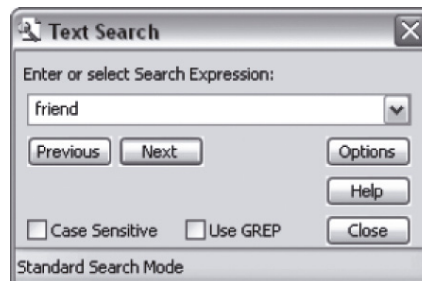 Text Search
Enter or select Search Expression:
friend
Previous Next Options
Help
Case Sensitive Use GREP Close
Standard Search Mode